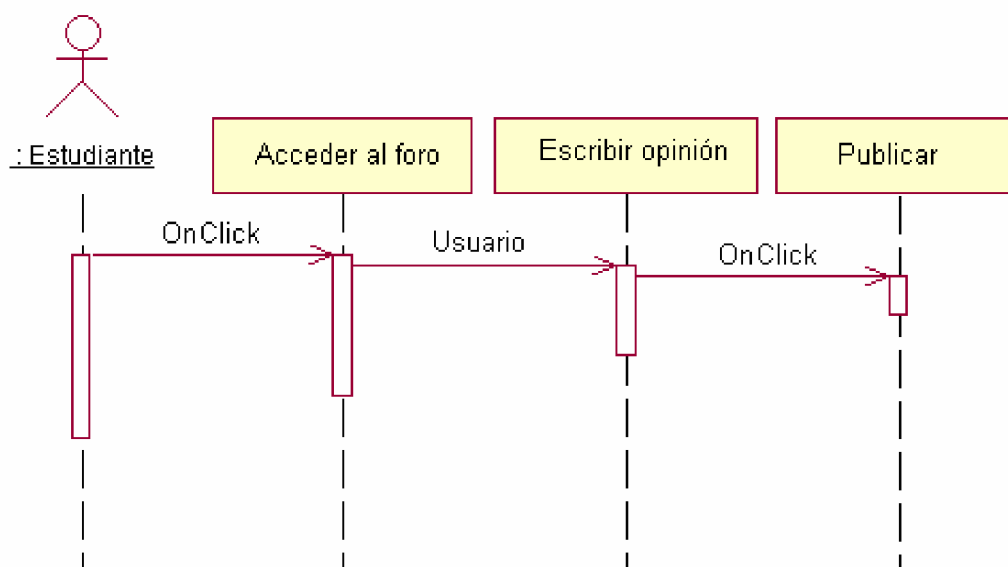 : Estudiante
Acceder al foro
Escribir opinión
Publicar
OnClick
Usuario
OnClick